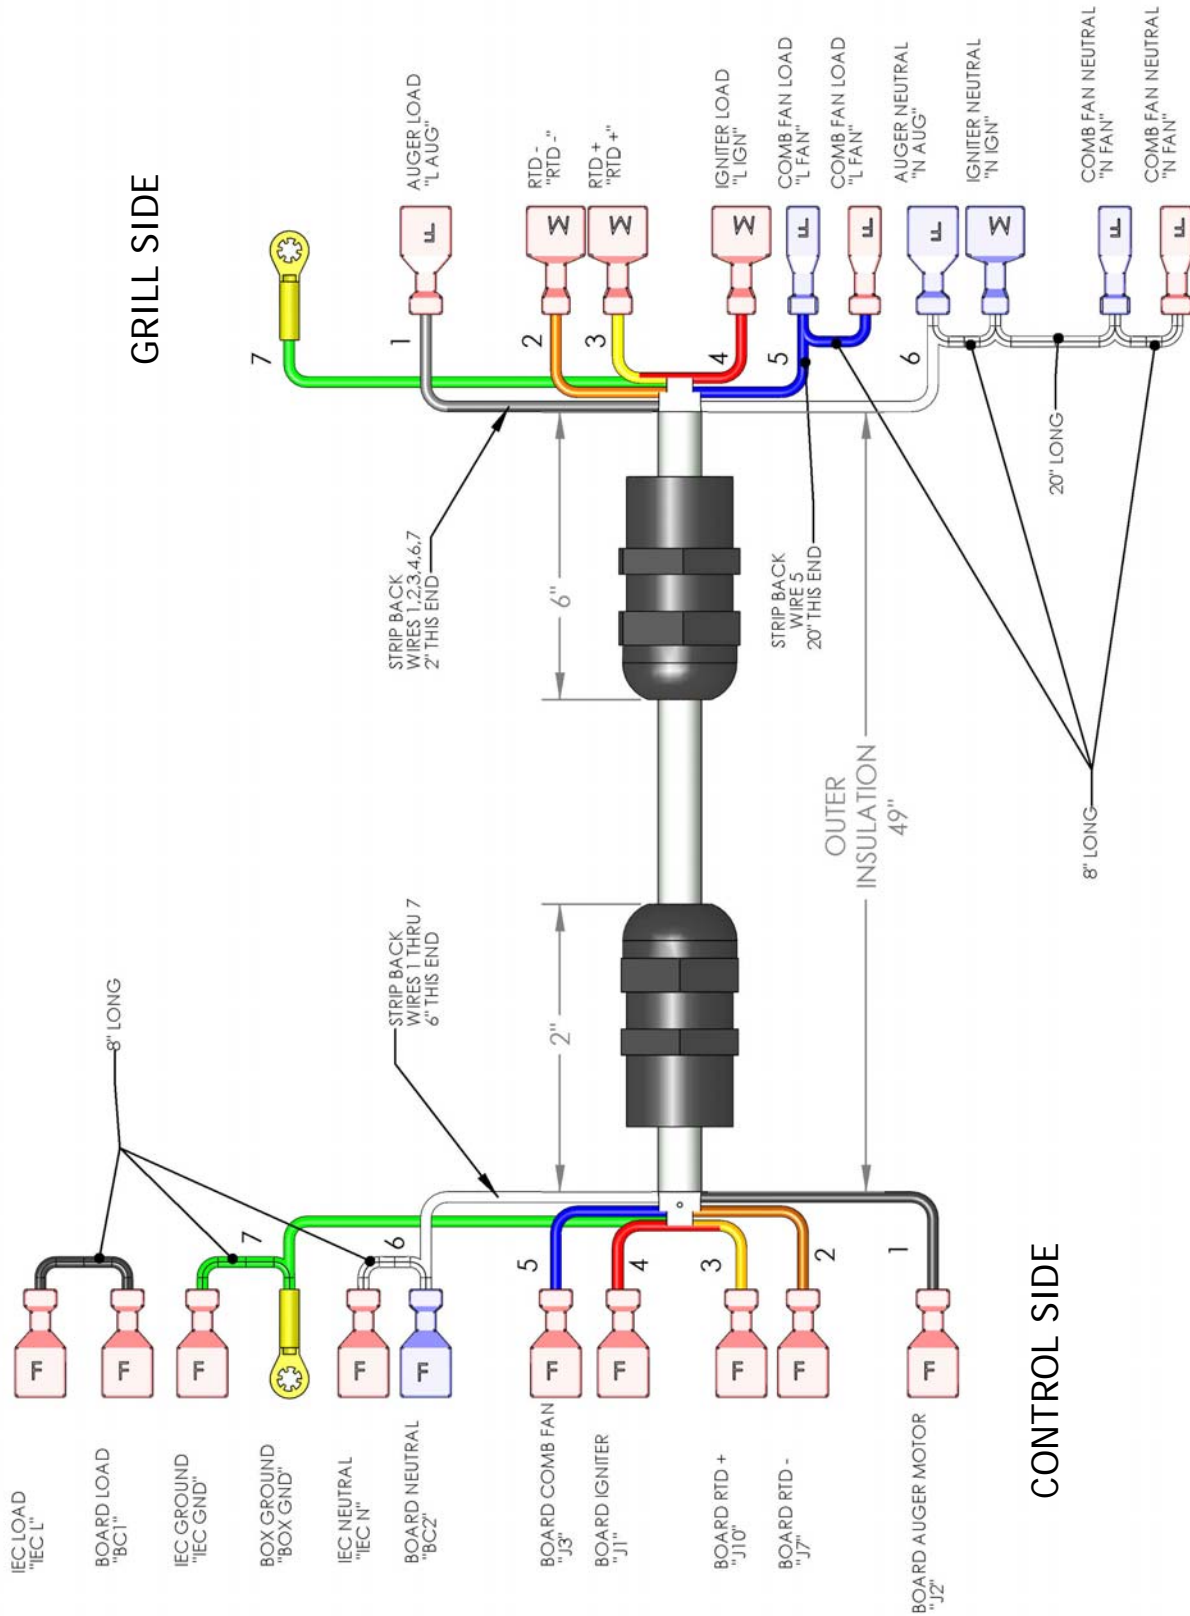 IEC LOAD
"IEC L"
F
BOARD LOAD
"BC1"
F
8" LONG
IEC GROUND
"IEC GND"
F
7
BOX GROUND
"BOX GND"
IEC NEUTRAL
"IEC N"
F
6
BOARD NEUTRAL
"BC2"
F
STRIP BACK
WIRES 1 THRU 7
6" THIS END
BOARD COMB FAN
"J3"
F
5
BOARD IGNITER
"J1"
F
4
BOARD RTD +
"J10"
F
3
BOARD RTD -
"J7"
F
2
BOARD AUGER MOTOR
"J2"
F
1
CONTROL SIDE
2"
6"
OUTER
INSULATION
49"
GRILL SIDE
7
STRIP BACK
WIRES 1,2,3,4,6,7
2" THIS END
1
F
AUGER LOAD
"L AUG"
2
M
RTD -
"RTD -"
3
M
RTD +
"RTD +"
4
M
IGNITER LOAD
"L IGN"
STRIP BACK
WIRE 5
20" THIS END
5
F
COMB FAN LOAD
"L FAN"
F
COMB FAN LOAD
"L FAN"
6
F
AUGER NEUTRAL
"N AUG"
M
IGNITER NEUTRAL
"N IGN"
20" LONG
8" LONG
F
COMB FAN NEUTRAL
"N FAN"
F
COMB FAN NEUTRAL
"N FAN"